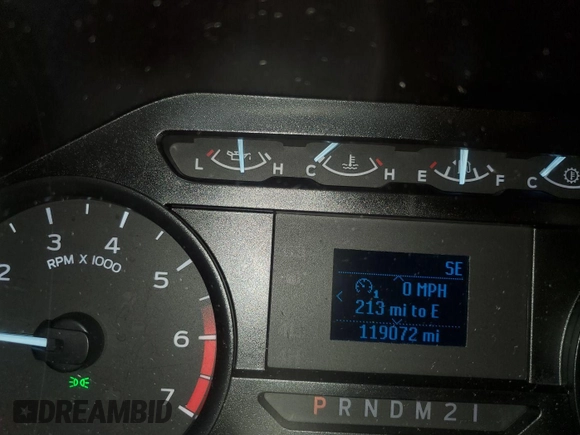 L H C H E F C
2 3 4 5 6 7
RPM X 1000
SE
1 0 MPH
213 mi to E
119072 mi
P R N D M 2 1
DREAMBID